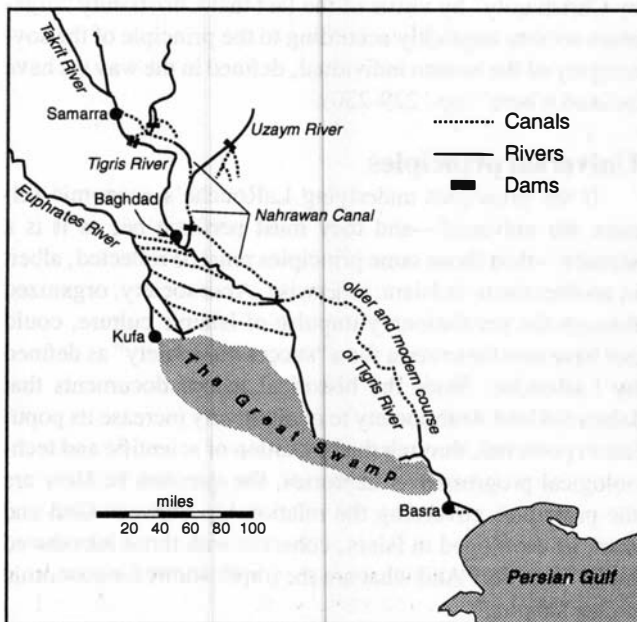 Takrit River
Samarra
Uzaym River
Tigris River
Canals
Rivers
Dams
Baghdad
Euphrates River
Nahrawan Canal
older and modern course
of Tigris River
Kufa
The Great Swamp
miles
20 40 60 80 100
Basra
Persian Gulf